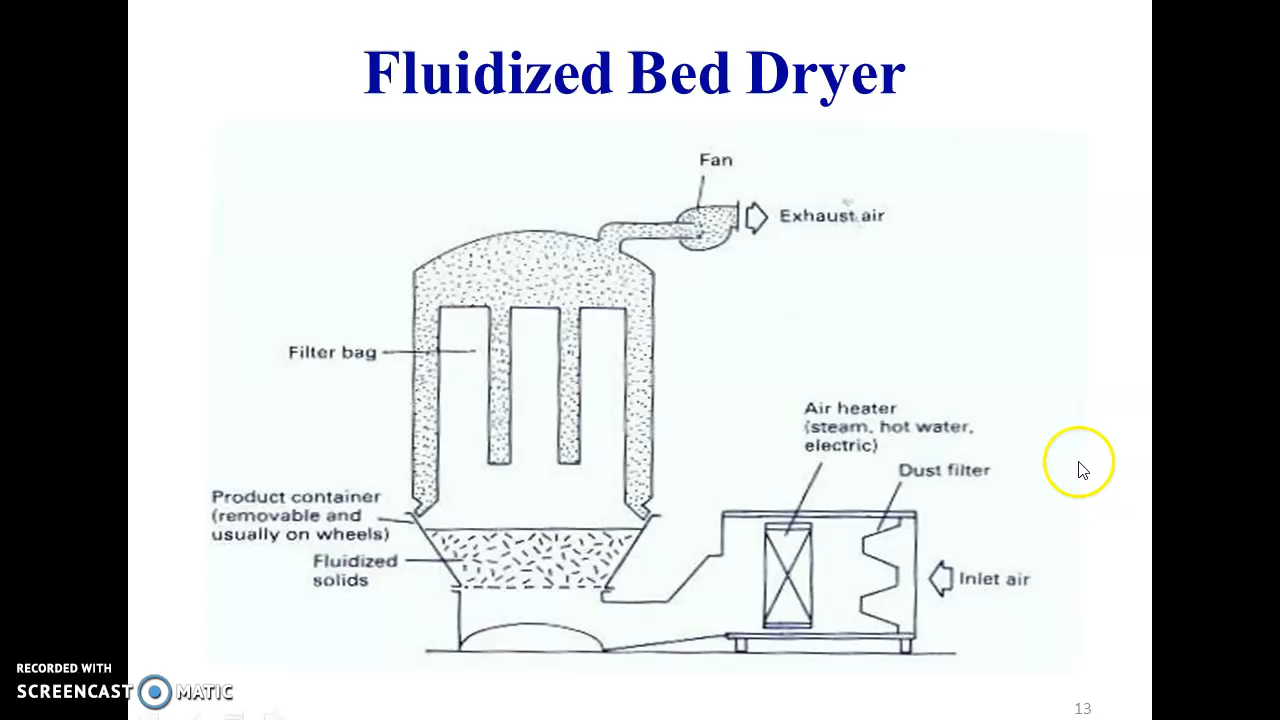 Fluidized Bed Dryer
Fan
Exhaust air
Filter bag
Air heater
(steam, hot water,
electric)
Dust filter
Product container
(removable and
usually on wheels)
Fluidized
solids
Inlet air
RECORDED WITH
SCREENCAST MATIC
13